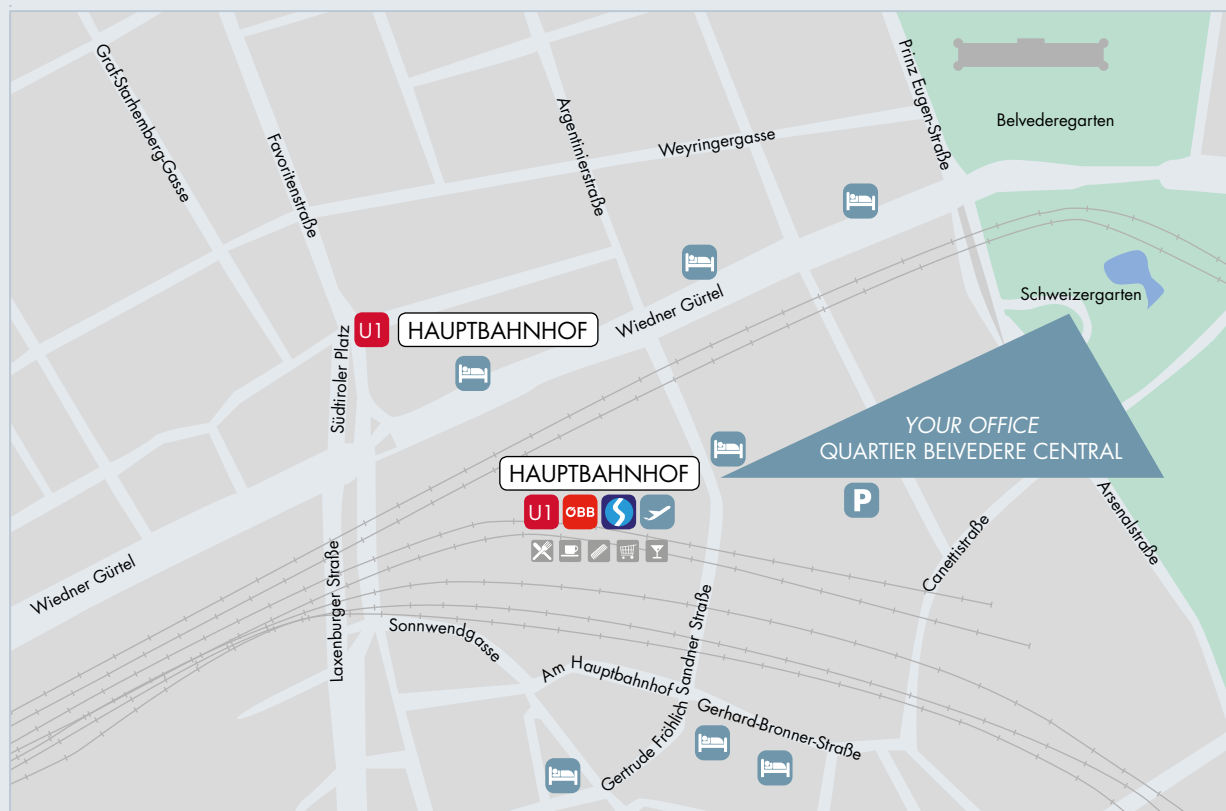 Graf-Starhemberg-Gasse
Favoritenstraße
Argentinierstraße
Weyringergasse
Prinz Eugen-Straße
Belvederegarten
Schweizergarten
Wiedner Gürtel
Südtiroler Platz
U1
HAUPTBAHNHOF
YOUR OFFICE
QUARTIER BELVEDERE CENTRAL
HAUPTBAHNHOF
U1
ÖBB
S
P
Arsenalstraße
Canettistraße
Wiedner Gürtel
Laxenburger Straße
Sonnwendgasse
Am Hauptbahnhof
Gertrude Fröhlich Sandner Straße
Gerhard-Bronner-Straße